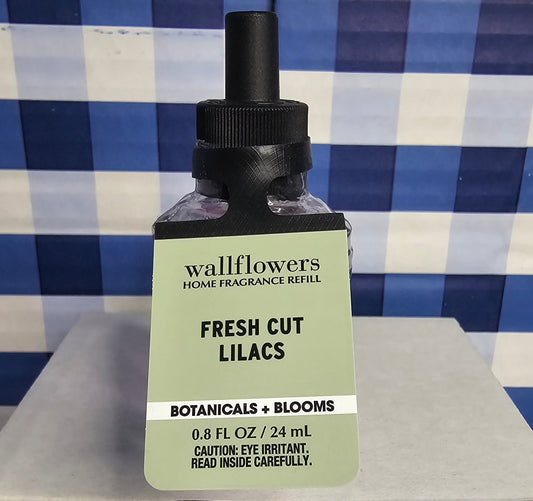 wallflowers
HOME FRAGRANCE REFILL
FRESH CUT
LILACS
BOTANICALS + BLOOMS
0.8 FL OZ / 24 mL
CAUTION: EYE IRRITANT.
READ INSIDE CAREFULLY.